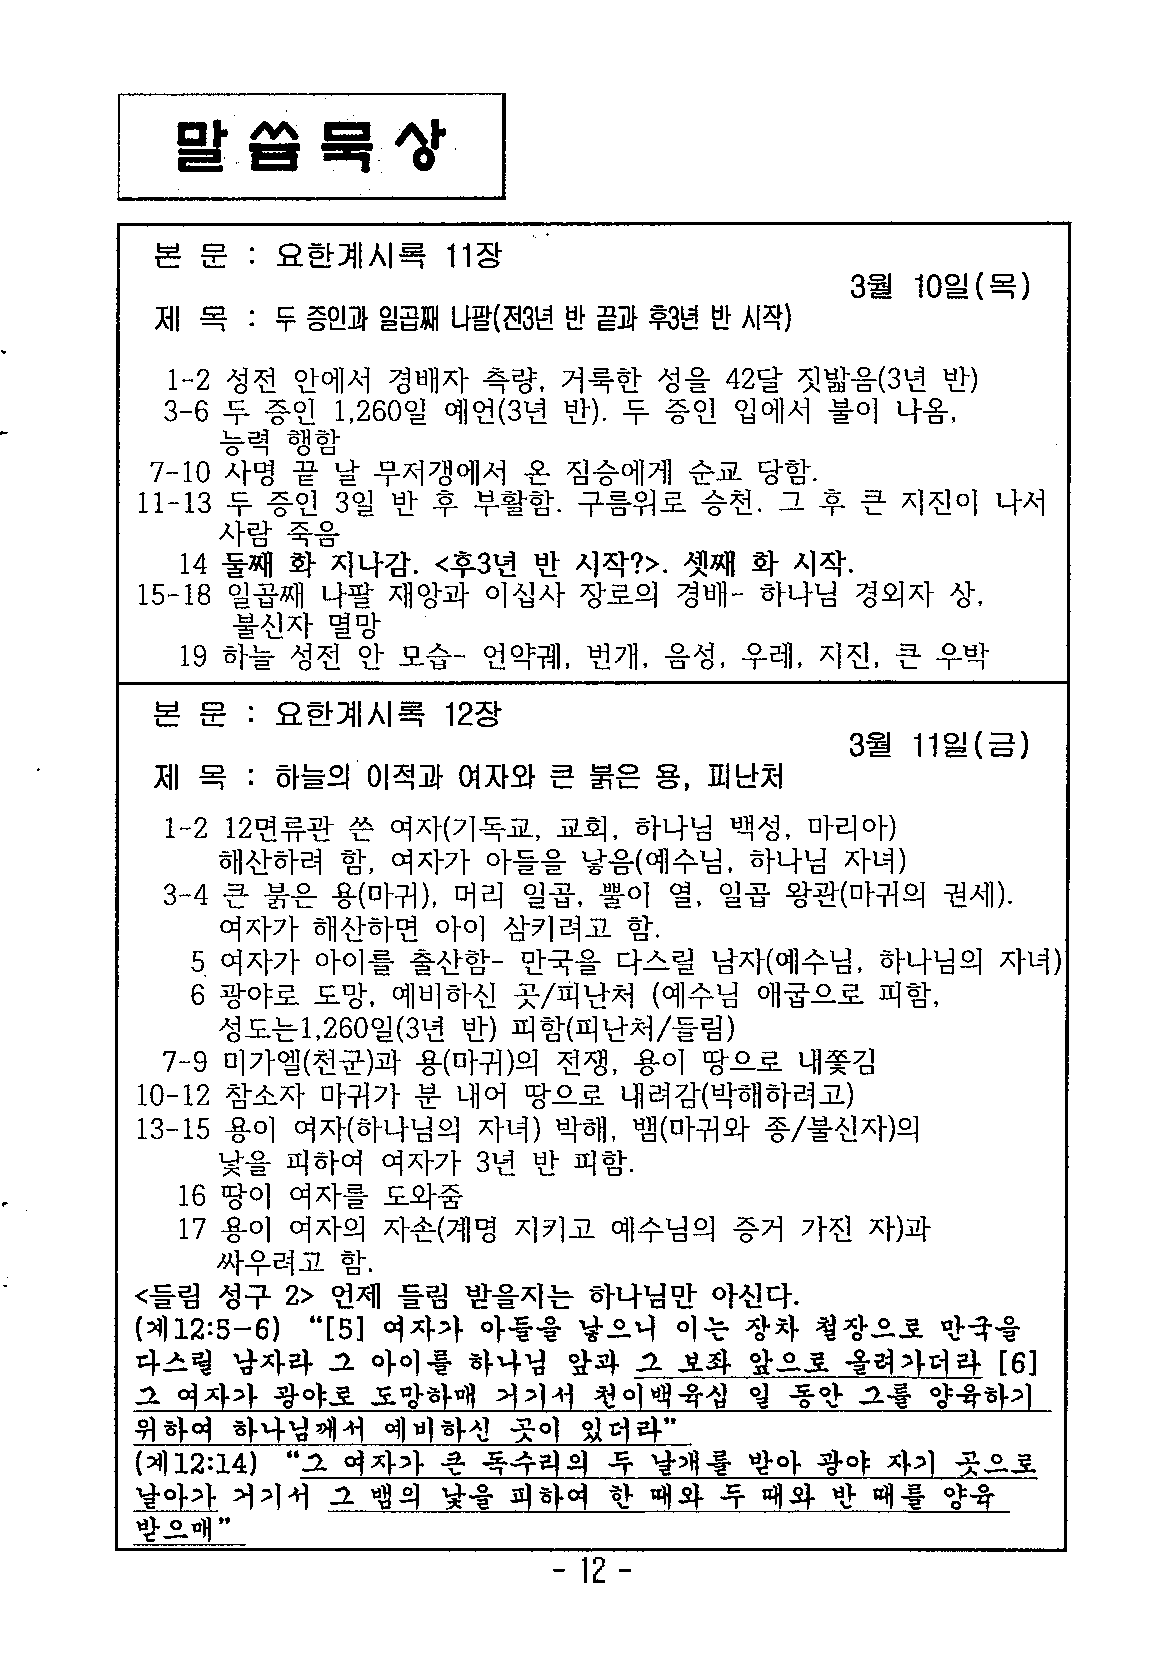 말씀묵상
본 문 : 요한계시록 11장
3월 10일(목)
제 목 : 두 증인과 일곱째 나팔(전3년 반 끝과 후3년 반 시작)
1-2 성전 안에서 경배자 측량, 거룩한 성을 42달 짓밟음(3년 반)
3-6 두 증인 1,260일 예언(3년 반). 두 증인 입에서 불이 나옴,
능력 행함
7-10 사명 끝 날 무저갱에서 온 짐승에게 순교 당함.
11-13 두 증인 3일 반 후 부활함. 구름위로 승천. 그 후 큰 지진이 나서
사람 죽음
14 둘째 화 지나감. <후3년 반 시작?>. 셋째 화 시작.
15-18 일곱째 나팔 재앙과 이십사 장로의 경배- 하나님 경외자 상,
불신자 멸망
19 하늘 성전 안 모습- 언약궤, 번개, 음성, 우레, 지진, 큰 우박
본 문 : 요한계시록 12장
3월 11일(금)
제 목 : 하늘의 이적과 여자와 큰 붉은 용, 피난처
1-2 12면류관 쓴 여자(기독교, 교회, 하나님 백성, 마리아)
해산하려 함, 여자가 아들을 낳음(예수님, 하나님 자녀)
3-4 큰 붉은 용(마귀), 머리 일곱, 뿔이 열, 일곱 왕관(마귀의 권세).
여자가 해산하면 아이 삼키려고 함.
5 여자가 아이를 출산함- 만국을 다스릴 남자(예수님, 하나님의 자녀)
6 광야로 도망, 예비하신 곳/피난처 (예수님 애굽으로 피함,
성도는1,260일(3년 반) 피함(피난처/들림)
7-9 미가엘(천군)과 용(마귀)의 전쟁, 용이 땅으로 내쫓김
10-12 참소자 마귀가 분 내어 땅으로 내려감(박해하려고)
13-15 용이 여자(하나님의 자녀) 박해, 뱀(마귀와 종/불신자)의
낯을 피하여 여자가 3년 반 피함.
16 땅이 여자를 도와줌
17 용이 여자의 자손(계명 지키고 예수님의 증거 가진 자)과
싸우려고 함.
<들림 성구 2> 언제 들림 받을지는 하나님만 아신다.
(계12:5-6) “[5] 여자가 아들을 낳으니 이는 장차 철장으로 만국을
다스릴 남자라 그 아이를 하나님 앞과 그 보좌 앞으로 올려가더라 [6]
그 여자가 광야로 도망하매 거기서 천이백육십 일 동안 그를 양육하기
위하여 하나님께서 예비하신 곳이 있더라”
(계12:14) “그 여자가 큰 독수리의 두 날개를 받아 광야 자기 곳으로
날아가 거기서 그 뱀의 낯을 피하여 한 때와 두 때와 반 때를 양육
받으매”
- 12 -